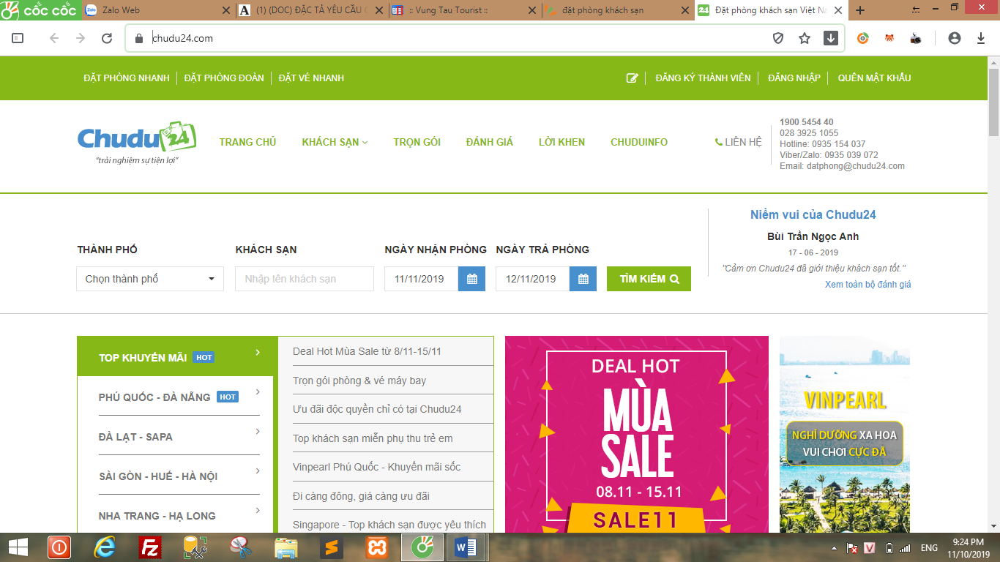 cốc cốc
Zalo Web
(1) (DOC) ĐẶC TẢ YÊU CẦU
:: Vung Tau Tourist ::
đặt phòng khách sạn
Đặt phòng khách sạn Việt Na
chudu24.com
ĐẶT PHÒNG NHANH
ĐẶT PHÒNG ĐOÀN
ĐẶT VÉ NHANH
ĐĂNG KÝ THÀNH VIÊN
ĐĂNG NHẬP
QUÊN MẬT KHẨU
Chudu24
"trải nghiệm sự tiện lợi"
TRANG CHỦ
KHÁCH SẠN
TRỌN GÓI
ĐÁNH GIÁ
LỜI KHEN
CHUDUINFO
LIÊN HỆ
1900 5454 40
028 3925 1055
Hotline: 0935 154 037
Viber/Zalo: 0935 039 072
Email: datphong@chudu24.com
THÀNH PHỐ
KHÁCH SẠN
NGÀY NHẬN PHÒNG
NGÀY TRẢ PHÒNG
Chọn thành phố
Nhập tên khách sạn
11/11/2019
12/11/2019
TÌM KIẾM
Niềm vui của Chudu24
Bùi Trần Ngọc Anh
17 - 06 - 2019
"Cảm ơn Chudu24 đã giới thiệu khách sạn tốt."
Xem toàn bộ đánh giá
TOP KHUYẾN MÃI HOT
PHÚ QUỐC - ĐÀ NẴNG HOT
ĐÀ LẠT - SAPA
SÀI GÒN - HUẾ - HÀ NỘI
NHA TRANG - HẠ LONG
Deal Hot Mùa Sale từ 8/11-15/11
Trọn gói phòng & vé máy bay
Ưu đãi độc quyền chỉ có tại Chudu24
Top khách sạn miễn phụ thu trẻ em
Vinpearl Phú Quốc - Khuyến mãi sốc
Đi càng đông, giá càng ưu đãi
Singapore - Top khách sạn được yêu thích
DEAL HOT
MÙA
SALE
08.11 - 15.11
SALE11
VINPEARL
NGHỈ DƯỠNG XA HOA
VUI CHƠI CỰC ĐÃ
ENG
9:24 PM
11/10/2019